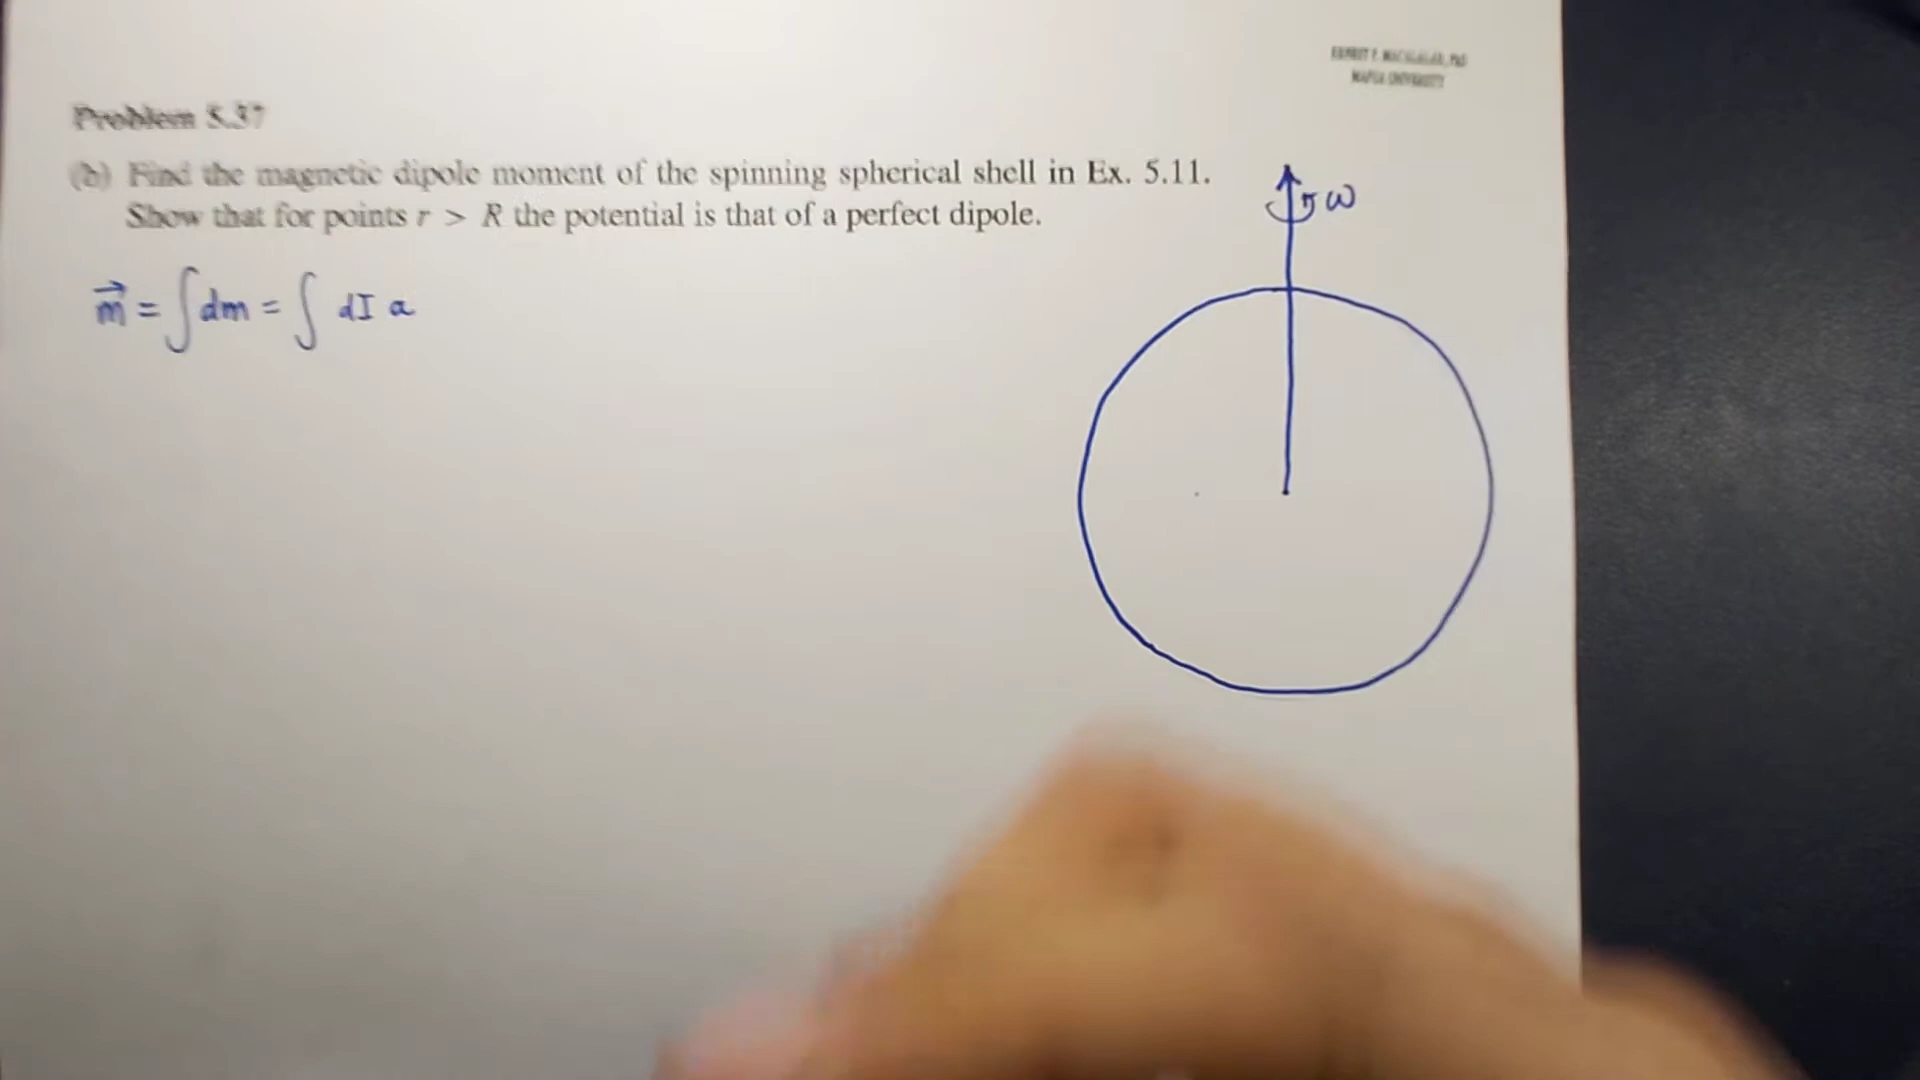 Problem 5.37
(b) Find the magnetic dipole moment of the spinning spherical shell in Ex. 5.11.
Show that for points r > R the potential is that of a perfect dipole.
ω
m⃗ = ∫dm = ∫ dI a